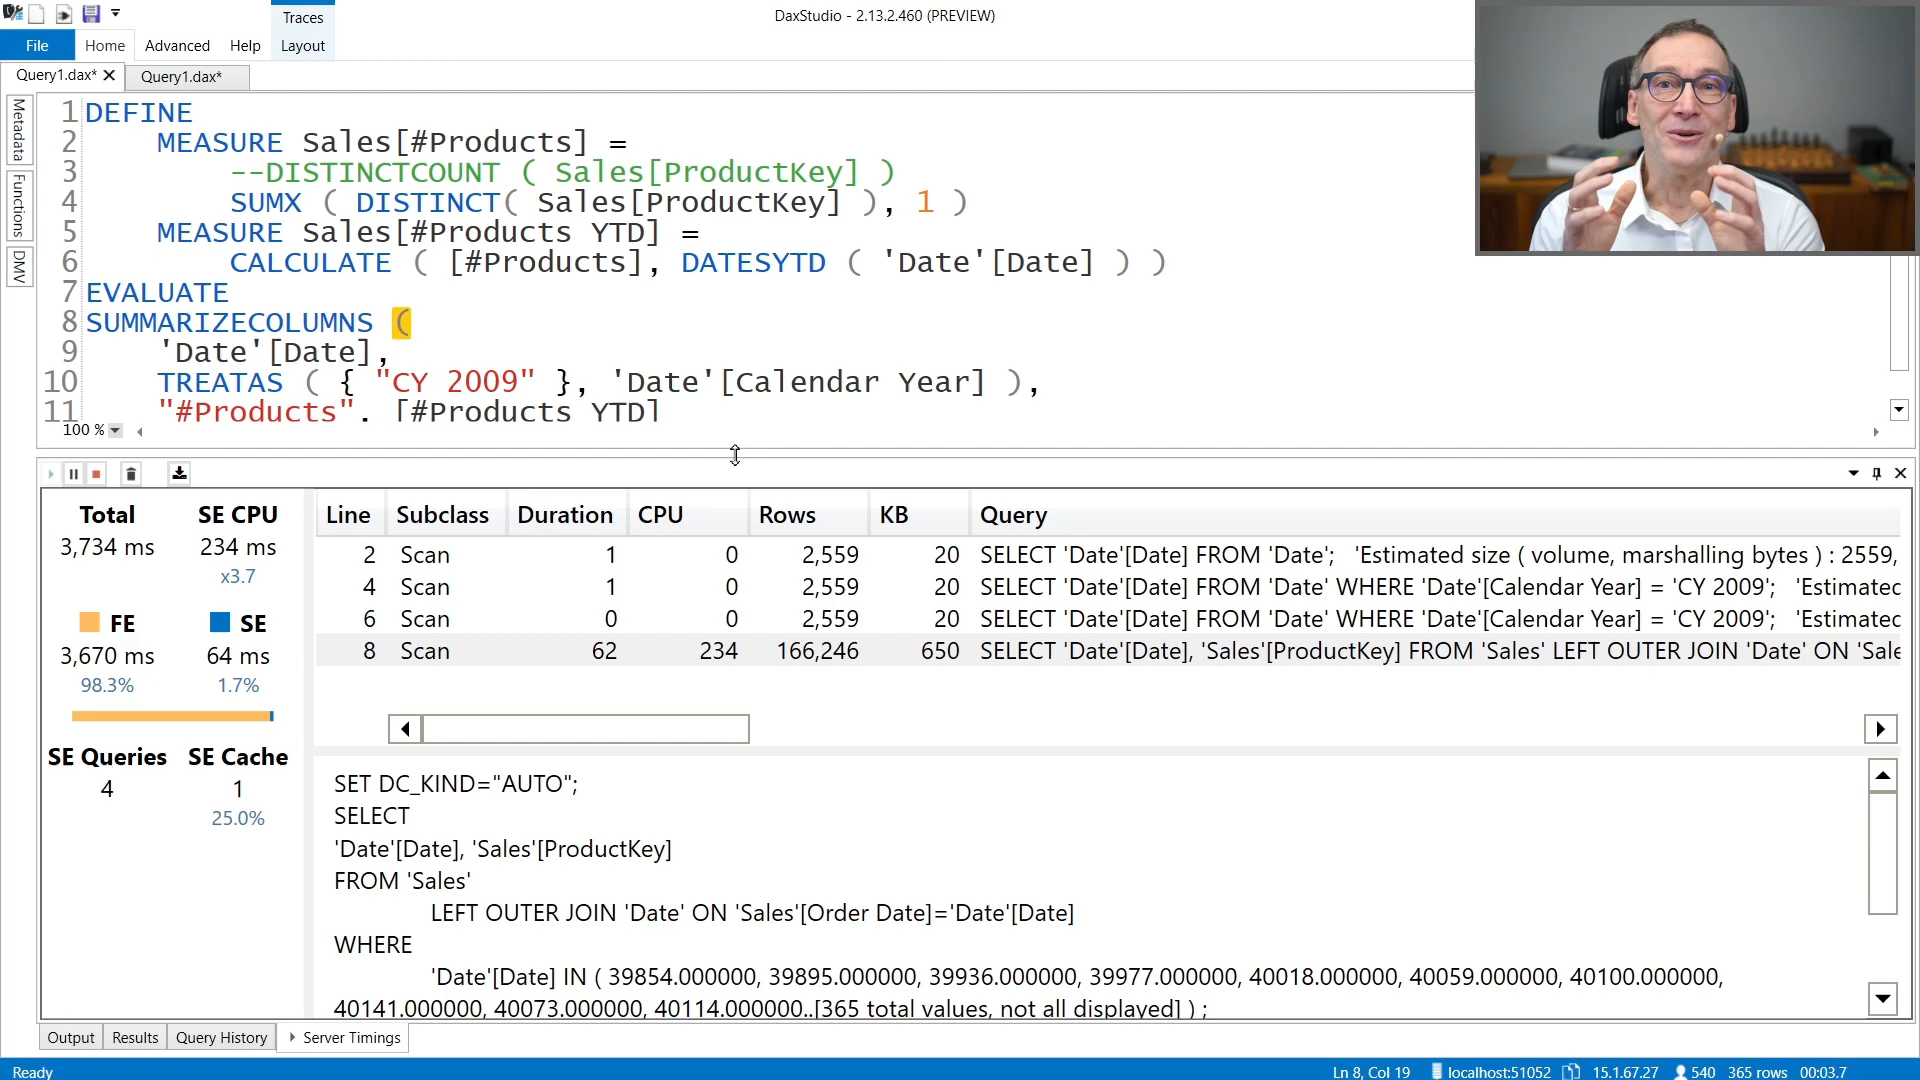 DaxStudio - 2.13.2.460 (PREVIEW)
Traces
File Home Advanced Help Layout
Query1.dax* Query1.dax*
Metadata
Functions
DMV
1 DEFINE
2 MEASURE Sales[#Products] =
3 --DISTINCTCOUNT ( Sales[ProductKey] )
4 SUMX ( DISTINCT( Sales[ProductKey] ), 1 )
5 MEASURE Sales[#Products YTD] =
6 CALCULATE ( [#Products], DATESYTD ( 'Date'[Date] ) )
7 EVALUATE
8 SUMMARIZECOLUMNS (
9 'Date'[Date],
10 TREATAS ( { "CY 2009" }, 'Date'[Calendar Year] ),
11 "#Products", [#Products YTD]
100 %
Total SE CPU
3,734 ms 234 ms
x3.7
FE SE
3,670 ms 64 ms
98.3% 1.7%
SE Queries SE Cache
4 1
25.0%
Line Subclass Duration CPU Rows KB Query
2 Scan 1 0 2,559 20 SELECT 'Date'[Date] FROM 'Date'; 'Estimated size ( volume, marshalling bytes ) : 2559,
4 Scan 1 0 2,559 20 SELECT 'Date'[Date] FROM 'Date' WHERE 'Date'[Calendar Year] = 'CY 2009'; 'Estimated
6 Scan 0 0 2,559 20 SELECT 'Date'[Date] FROM 'Date' WHERE 'Date'[Calendar Year] = 'CY 2009'; 'Estimated
8 Scan 62 234 166,246 650 SELECT 'Date'[Date], 'Sales'[ProductKey] FROM 'Sales' LEFT OUTER JOIN 'Date' ON 'Sale
SET DC_KIND="AUTO";
SELECT
'Date'[Date], 'Sales'[ProductKey]
FROM 'Sales'
LEFT OUTER JOIN 'Date' ON 'Sales'[Order Date]='Date'[Date]
WHERE
'Date'[Date] IN ( 39854.000000, 39895.000000, 39936.000000, 39977.000000, 40018.000000, 40059.000000, 40100.000000,
40141.000000, 40073.000000, 40114.000000..[365 total values, not all displayed] ) ;
Output Results Query History Server Timings
Ready Ln 8, Col 19 localhost:51052 15.1.67.27 540 365 rows 00:03.7